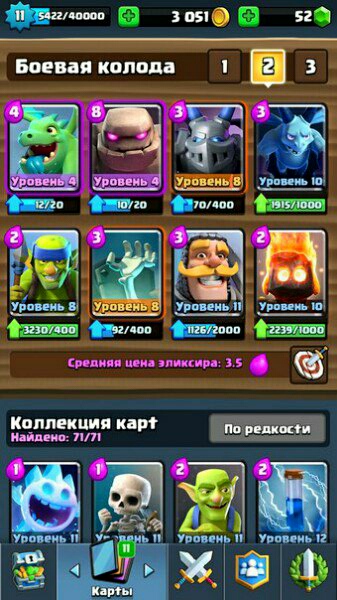 11 5422/40000 3 051 52
Боевая колода 1 2 3
4 8 3 3
Уровень 4 Уровень 4 Уровень 8 Уровень 10
12/20 10/20 70/400 1915/1000
2 3 3 2
Уровень 8 Уровень 8 Уровень 11 Уровень 10
3230/400 92/400 1126/2000 2239/1000
Средняя цена эликсира: 3.5
Коллекция карт
Найдено: 71/71
По редкости
1 1 2 2
Уровень 11 Уровень 11 Уровень 11 Уровень 12
11
Карты